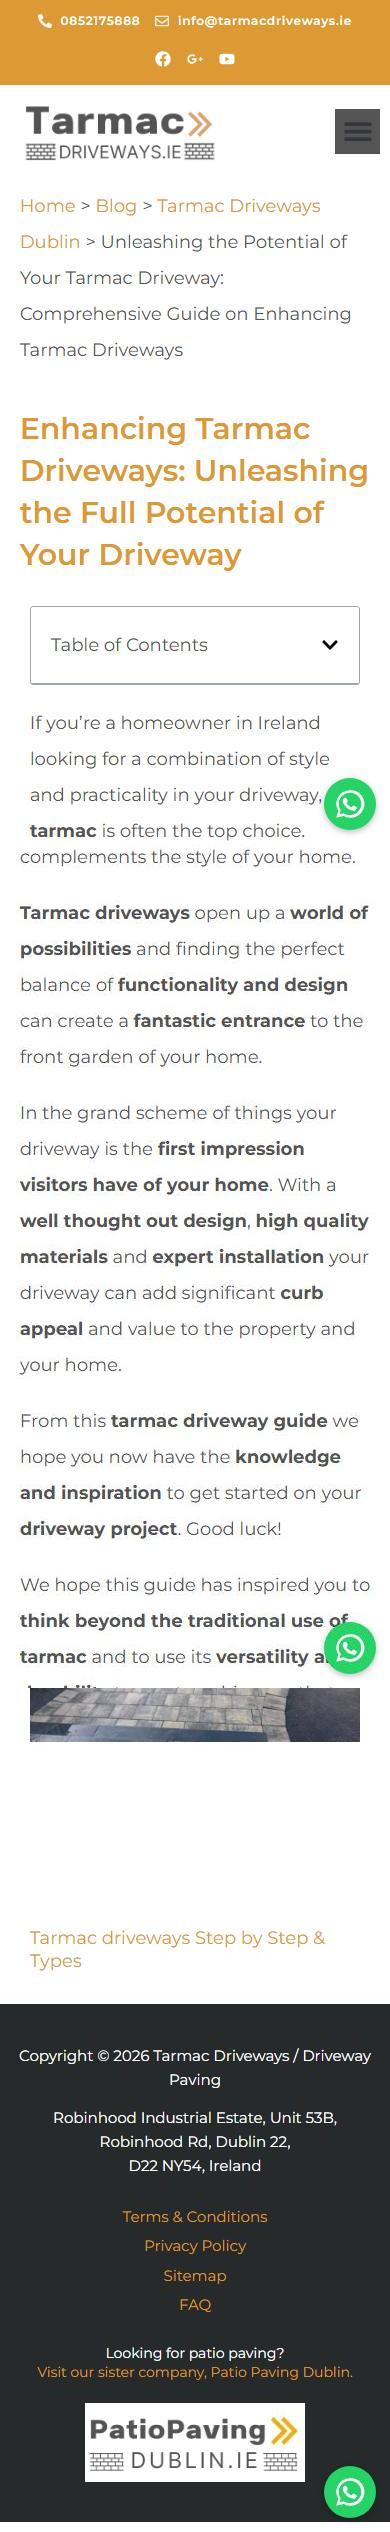 0852175888 info@tarmacdriveways.ie
Tarmac
DRIVEWAYS.IE
Home > Blog > Tarmac Driveways
Dublin > Unleashing the Potential of
Your Tarmac Driveway:
Comprehensive Guide on Enhancing
Tarmac Driveways
Enhancing Tarmac
Driveways: Unleashing
the Full Potential of
Your Driveway
Table of Contents
If you’re a homeowner in Ireland
looking for a combination of style
and practicality in your driveway,
tarmac is often the top choice.
complements the style of your home.
Tarmac driveways open up a world of
possibilities and finding the perfect
balance of functionality and design
can create a fantastic entrance to the
front garden of your home.
In the grand scheme of things your
driveway is the first impression
visitors have of your home. With a
well thought out design, high quality
materials and expert installation your
driveway can add significant curb
appeal and value to the property and
your home.
From this tarmac driveway guide we
hope you now have the knowledge
and inspiration to get started on your
driveway project. Good luck!
We hope this guide has inspired you to
think beyond the traditional use of
tarmac and to use its versatility
Tarmac driveways Step by Step &
Types
Copyright © 2026 Tarmac Driveways / Driveway
Paving
Robinhood Industrial Estate, Unit 53B,
Robinhood Rd, Dublin 22,
D22 NY54, Ireland
Terms & Conditions
Privacy Policy
Sitemap
FAQ
Looking for patio paving?
Visit our sister company, Patio Paving Dublin.
PatioPaving
DUBLIN.IE